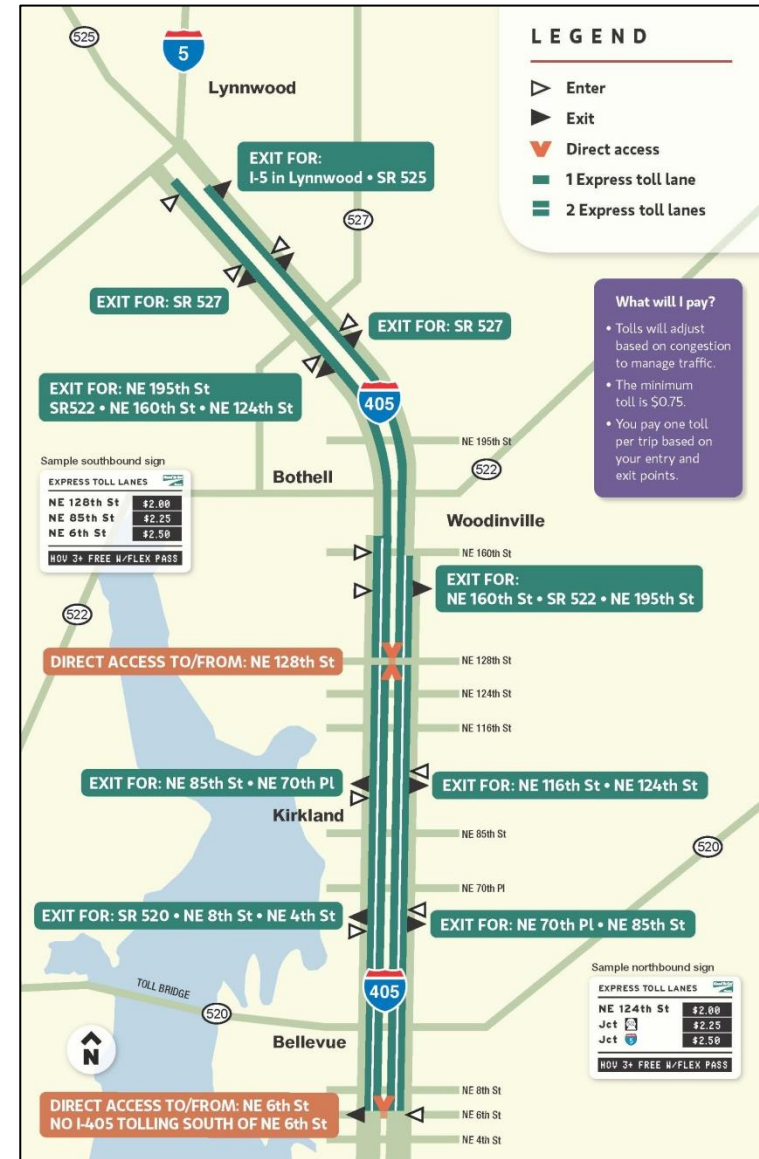 525
5
Lynnwood
LEGEND
Enter
Exit
Direct access
1 Express toll lane
2 Express toll lanes
EXIT FOR:
I-5 in Lynnwood • SR 525
527
EXIT FOR: SR 527
EXIT FOR: SR 527
What will I pay?
• Tolls will adjust
based on congestion
to manage traffic.
• The minimum
toll is $0.75.
• You pay one toll
per trip based on
your entry and
exit points.
EXIT FOR: NE 195th St
SR522 • NE 160th St • NE 124th St
405
NE 195th St
Sample southbound sign
EXPRESS TOLL LANES
NE 128th St $2.00
NE 85th St $2.25
NE 6th St $2.50
HOV 3+ FREE W/FLEX PASS
Bothell
522
Woodinville
NE 160th St
EXIT FOR:
NE 160th St • SR 522 • NE 195th St
522
DIRECT ACCESS TO/FROM: NE 128th St
NE 128th St
NE 124th St
NE 116th St
EXIT FOR: NE 85th St • NE 70th Pl
EXIT FOR: NE 116th St • NE 124th St
Kirkland
NE 85th St
520
NE 70th Pl
EXIT FOR: SR 520 • NE 8th St • NE 4th St
EXIT FOR: NE 70th Pl • NE 85th St
Sample northbound sign
EXPRESS TOLL LANES
NE 124th St $2.00
Jct $2.25
Jct $2.50
HOV 3+ FREE W/FLEX PASS
405
TOLL BRIDGE
520
N
Bellevue
NE 8th St
DIRECT ACCESS TO/FROM: NE 6th St
NO I-405 TOLLING SOUTH OF NE 6th St
NE 6th St
NE 4th St